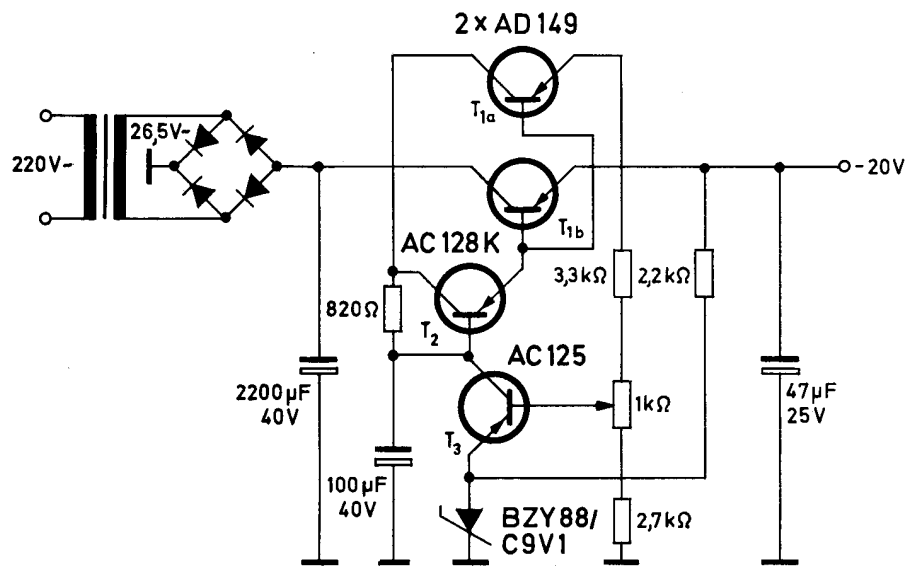 2 x AD 149
T1a
26,5V~
220V~
-20V
T1b
AC 128 K
3,3kΩ
2,2kΩ
820Ω
T2
AC 125
2200µF
40V
1kΩ
47µF
25V
T3
100µF
40V
BZY 88/
C9V1
2,7kΩ